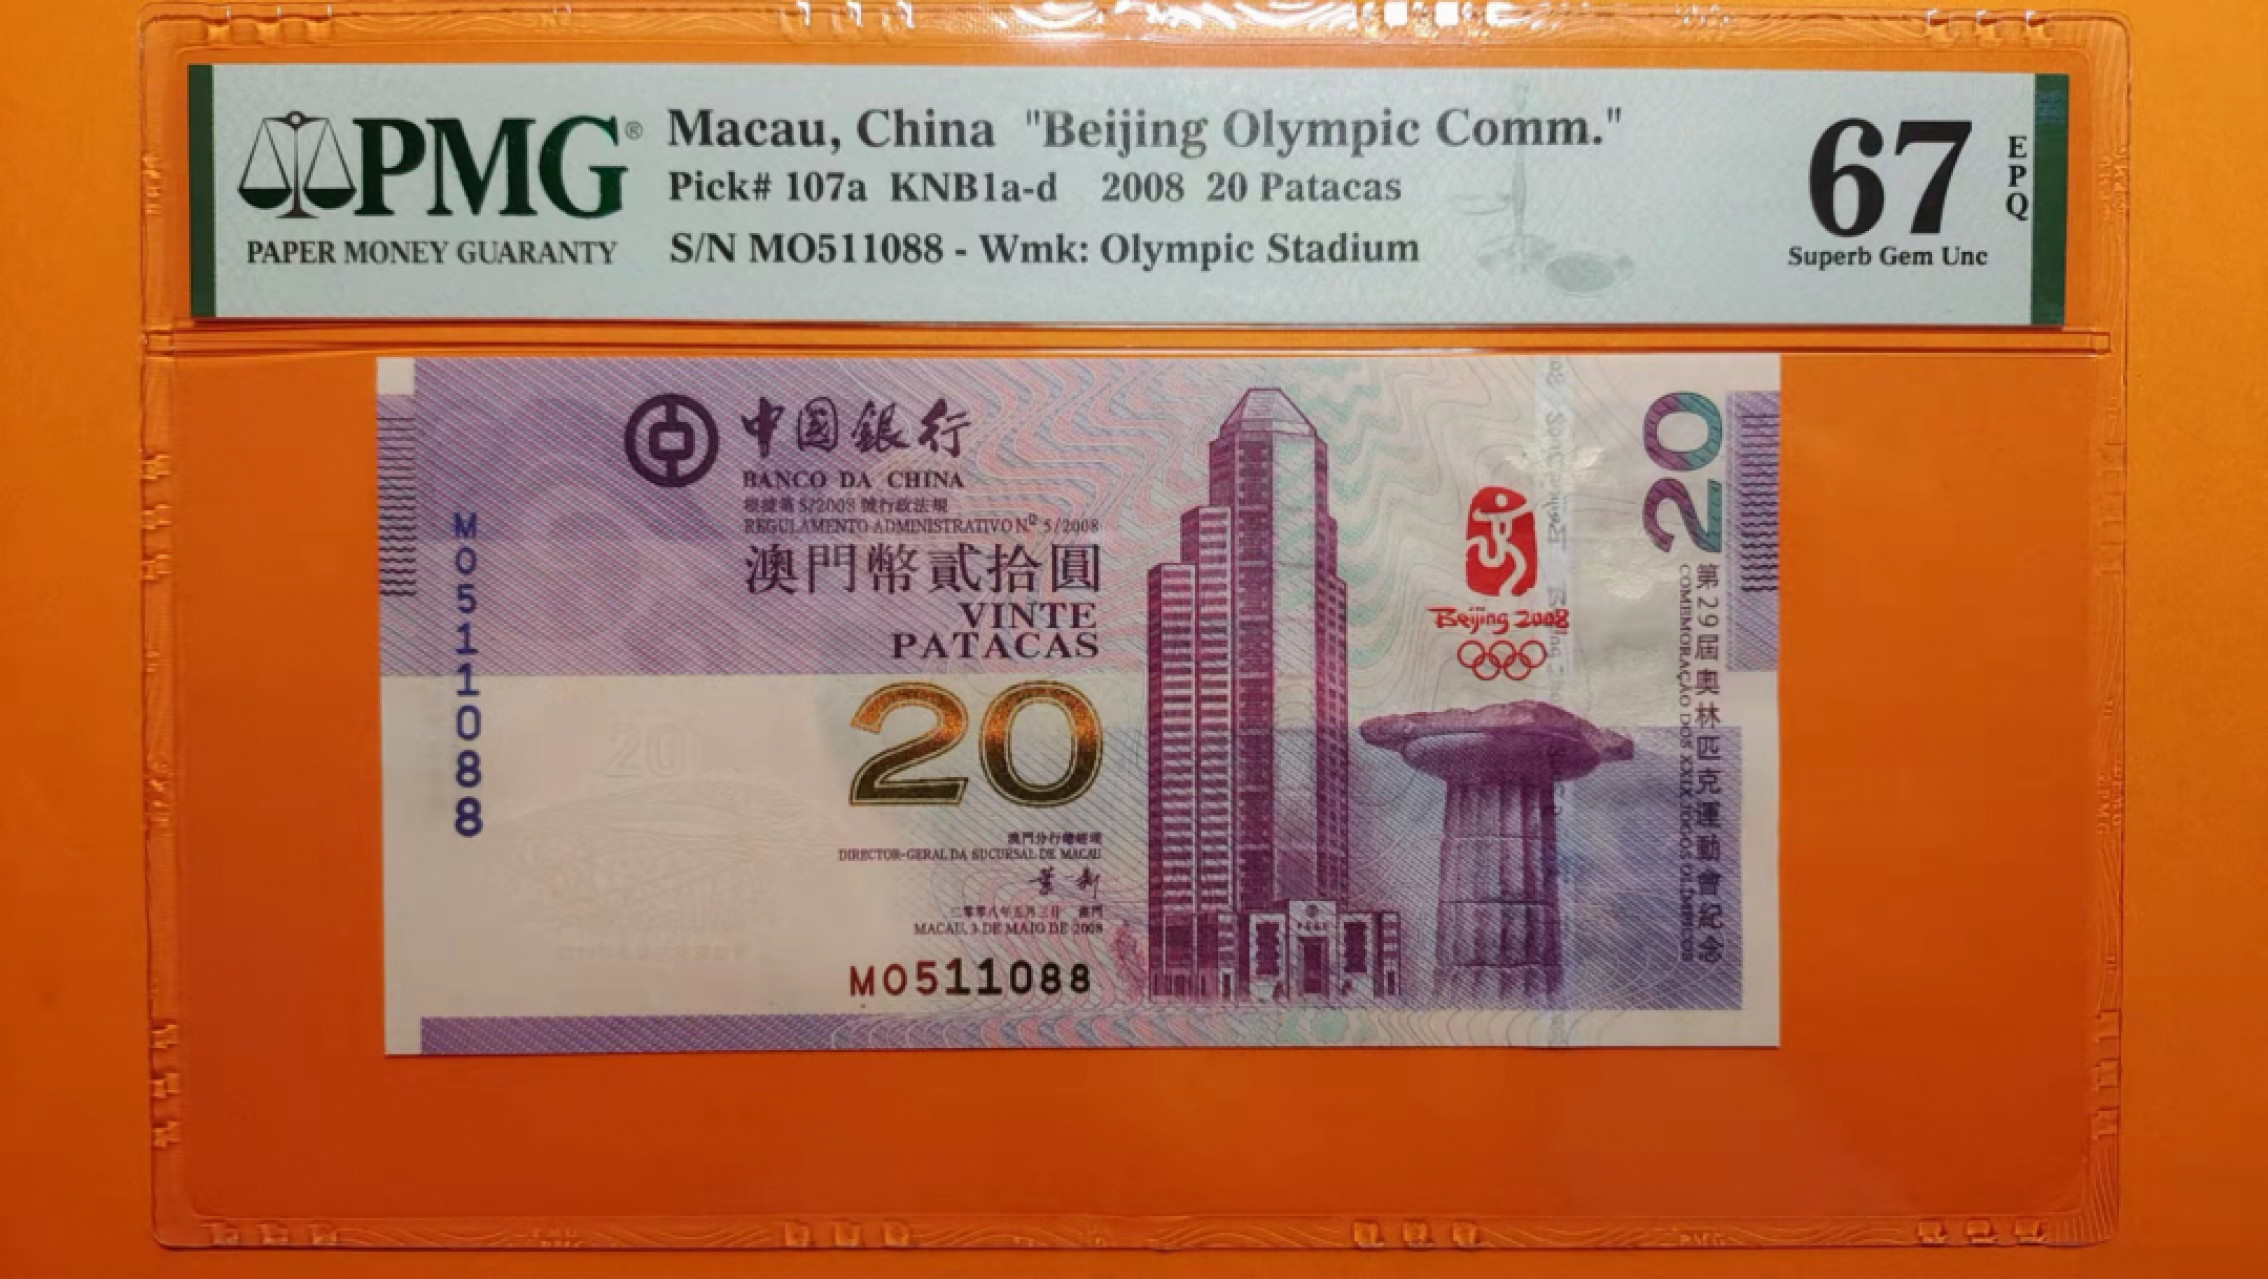 PMG®
PAPER MONEY GUARANTY
Macau, China "Beijing Olympic Comm."
Pick# 107a KNB1a-d 2008 20 Patacas
S/N MO511088 - Wmk: Olympic Stadium
67
EPQ
Superb Gem Unc
中國銀行
BANCO DA CHINA
根據第5/2008號行政法規
REGULAMENTO ADMINISTRATIVO Nº 5/2008
澳門幣貳拾圓
VINTE
PATACAS
20
澳門分行總經理
DIRECTOR-GERAL DA SUCURSAL DE MACAU
二零零八年五月三日 澳門
MACAU, 3 DE MAIO DE 2008
MO511088
MO511088
20
Beijing 2008
20
第29屆奧林匹克運動會紀念
COMEMORAÇÃO DOS XXIX JOGOS OLÍMPICOS